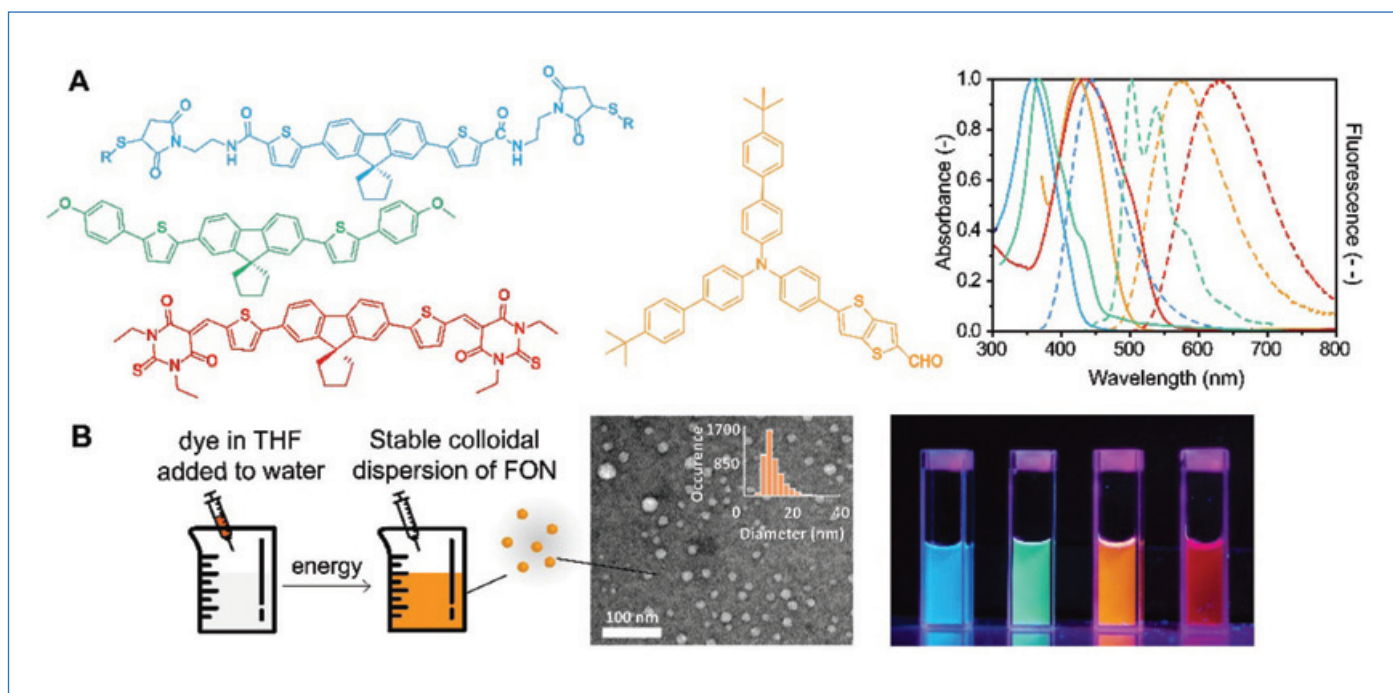 A
O
O
S
R
N
O
N
H
S
S
O
N
H
N
O
O
S
R
O
S
S
O
O
N
N
S
O
O
S
S
O
O
N
N
S
N
S
S
CHO
Absorbance (-)
1.0
0.8
0.6
0.4
0.2
0.0
300 400 500 600 700 800
Wavelength (nm)
Fluorescence (- -)
B
dye in THF
added to water
energy
Stable colloidal
dispersion of FON
Occurence
1700
850
0 20 40
Diameter (nm)
100 nm